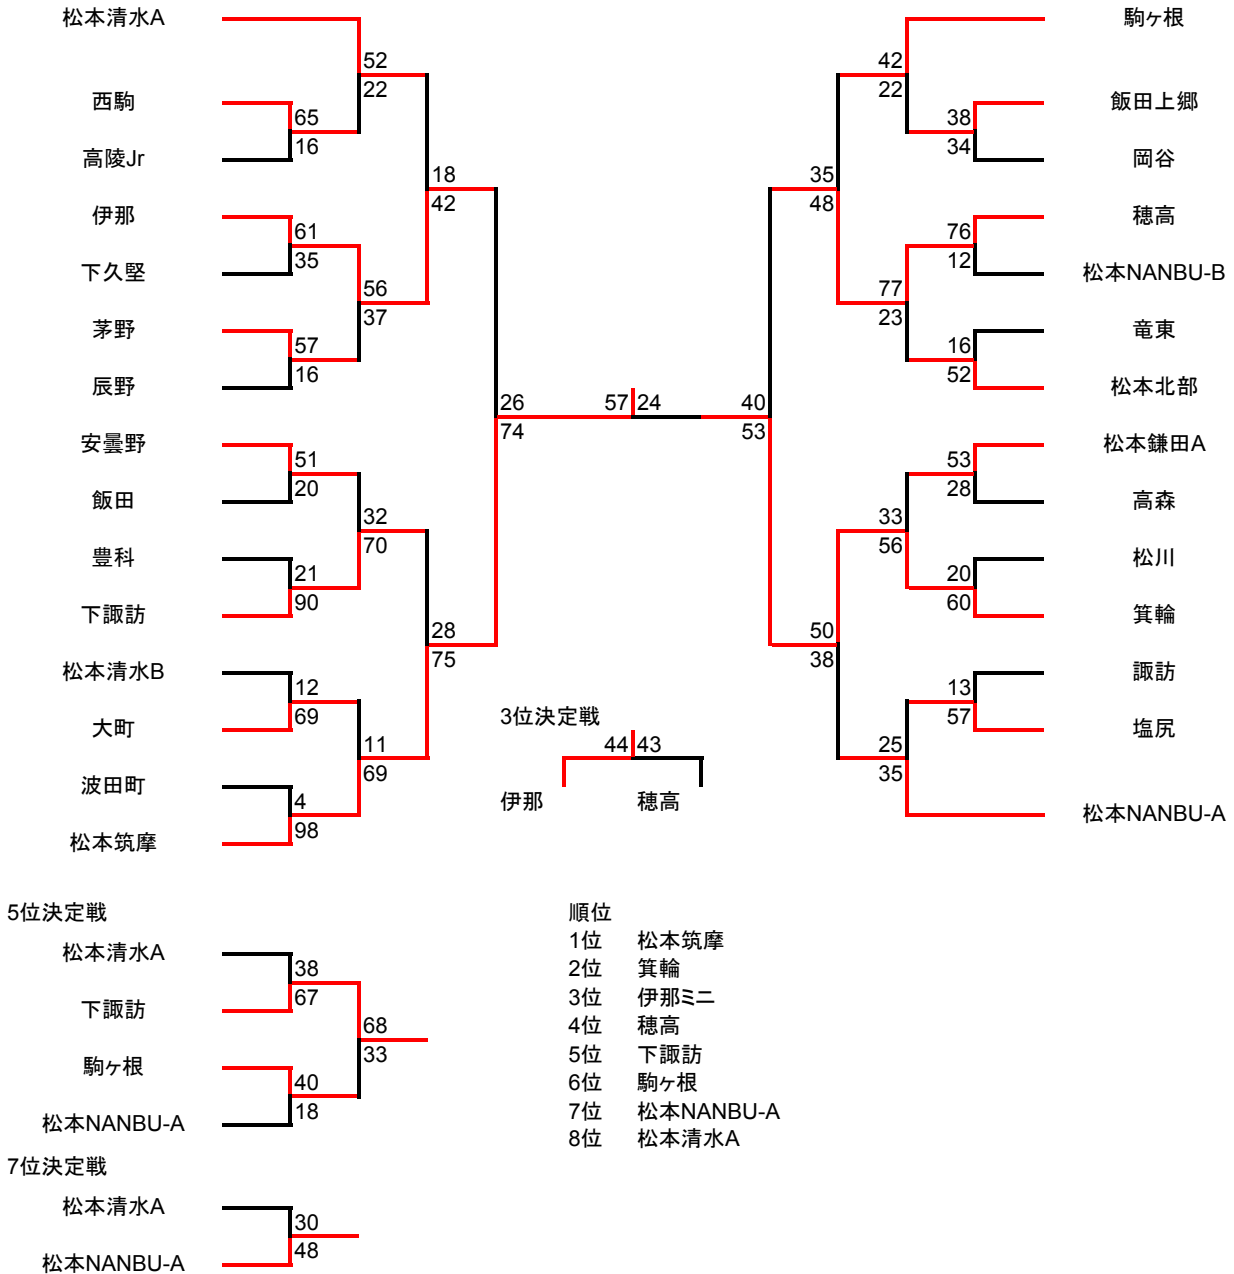 松本清水A
52
22
西駒
65
16
高陵Jr
18
42
伊那
61
35
下久堅
56
37
茅野
57
16
辰野
26
74
安曇野
51
20
飯田
32
70
豊科
21
90
下諏訪
28
75
松本清水B
12
69
大町
11
69
波田町
4
98
松本筑摩
57 24
駒ヶ根
42
22
飯田上郷
38
34
岡谷
35
48
穂高
76
12
松本NANBU-B
77
23
竜東
16
52
松本北部
40
53
松本鎌田A
53
28
高森
33
56
松川
20
60
箕輪
50
38
諏訪
13
57
塩尻
25
35
松本NANBU-A
3位決定戦
44 43
伊那 穂高
5位決定戦
松本清水A
38
67
下諏訪
68
33
駒ヶ根
40
18
松本NANBU-A
7位決定戦
松本清水A
30
48
松本NANBU-A
順位
1位 松本筑摩
2位 箕輪
3位 伊那ミニ
4位 穂高
5位 下諏訪
6位 駒ヶ根
7位 松本NANBU-A
8位 松本清水A